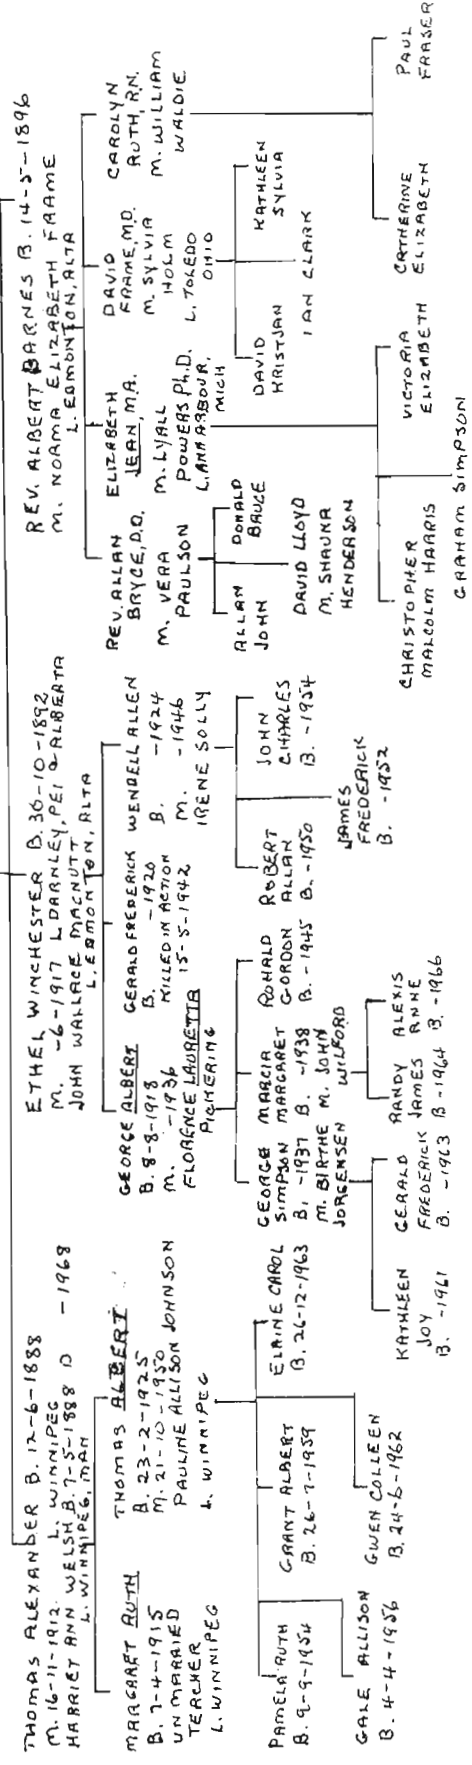 THOMAS ALEXANDER B. 12-6-1888
M. 16-11-1912. L. WINNIPEG
HARRIET ANN WELSH B. 7-5-1888 D -1968
L. WINNIPEG, MAN
MARGARET RUTH
B. 7-4-1915
UNMARRIED
TEACHER
L. WINNIPEG
THOMAS ALBERT
B. 23-2-1925
M. 21-10-1950
PAULINE ALLISON JOHNSON
L. WINNIPEG
PAMELA RUTH
B. 9-9-1954
GALE ALLISON
B. 4-4-1956
GRANT ALBERT
B. 26-7-1959
GWEN COLLEEN
B. 24-6-1962
ELAINE CAROL
B. 26-12-1963
ETHEL WINCHESTER B. 30-10-1892
M. -6-1917 L DARNLEY, PEI & ALBERTA
JOHN WALLACE MACNUTT
L. EDMONTON, ALTA
GEORGE ALBERT
B. 8-8-1918
M. -1936
FLORENCE LAURETTA
PICKERING
GERALD FREDERICK
B. -1920
KILLED IN ACTION
15-5-1942
WENDELL ALLEN
B. -1924
M. -1946
IRENE SOLLY
GEORGE
SIMPSON
B. -1937
M. BIRTHE
JORGENSEN
MARCIA
MARGARET
B. -1938
M. JOHN
WILFORD
RONALD
GORDON
B. -1945
ROBERT
ALLAN
B. -1950
JAMES
FREDERICK
B. -1952
JOHN
CHARLES
B. -1954
KATHLEEN
JOY
B. -1961
GERALD
FREDERICK
B. -1963
RANDY
JAMES
B -1964
ALEXIS
ANNE
B. -1966
REV. ALBERT BARNES B. 14-5-1896
M. NORMA ELIZABETH FRAME
L. EDMONTON, ALTA
REV. ALLAN
BRYCE, D.D.
M. VERA
PAULSON
ELIZABETH
JEAN, M.A.
M. LYALL
POWERS Ph.D.
L. ANN ARBOUR,
MICH
DAVID
FRAME, M.D.
M. SYLVIA
HOLM
L. TOLEDO
OHIO
CAROLYN
RUTH, R.N.
M. WILLIAM
WALDIE
ALLAN
JOHN
DAVID LLOYD
M. SHAUNA
HENDERSON
DONALD
BRUCE
DAVID
KRISTJAN
IAN CLARK
KATHLEEN
SYLVIA
CHRISTOPHER
MALCOLM HARRIS
GRAHAM SIMPSON
VICTORIA
ELIZABETH
CATHERINE
ELIZABETH
PAUL
FRASER